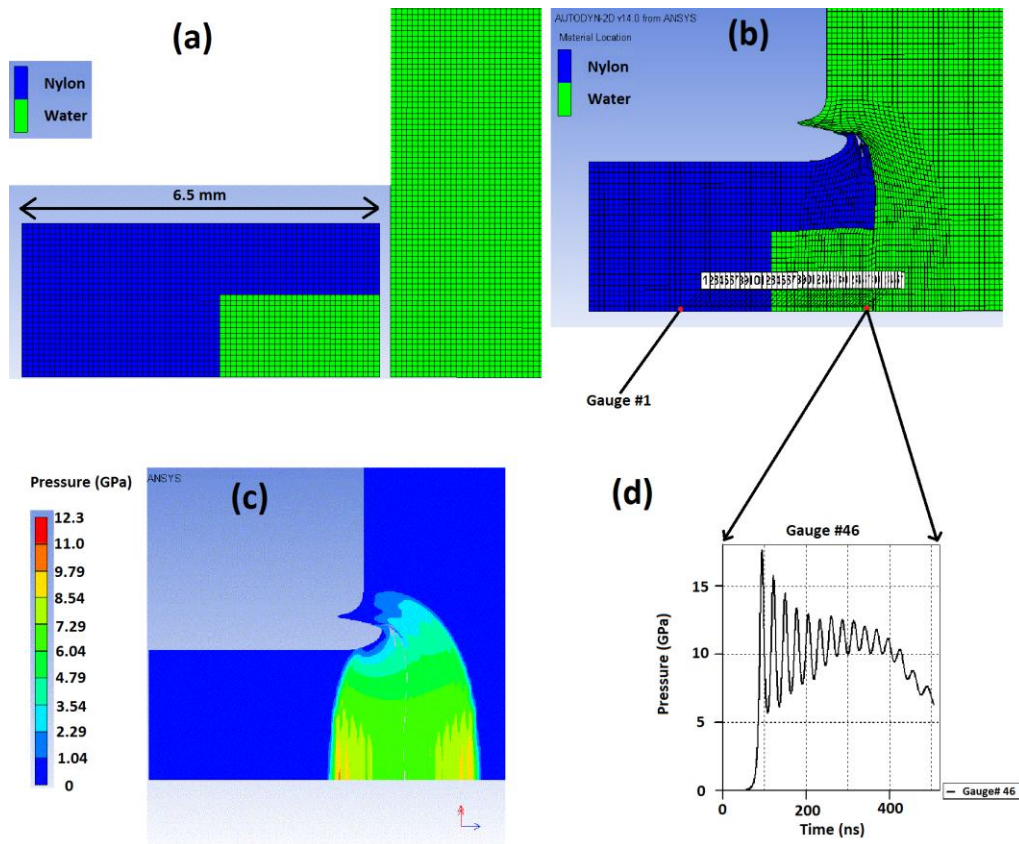 (a)
Nylon
Water
6.5 mm
AUTODYN-2D v14.0 from ANSYS
Material Location
(b)
Nylon
Water
Gauge #1
Pressure (GPa)
12.3
11.0
9.79
8.54
7.29
6.04
4.79
3.54
2.29
1.04
0
ANSYS
(c)
(d)
Gauge #46
Pressure (GPa)
15
10
5
0
0
200
400
Time (ns)
Gauge# 46